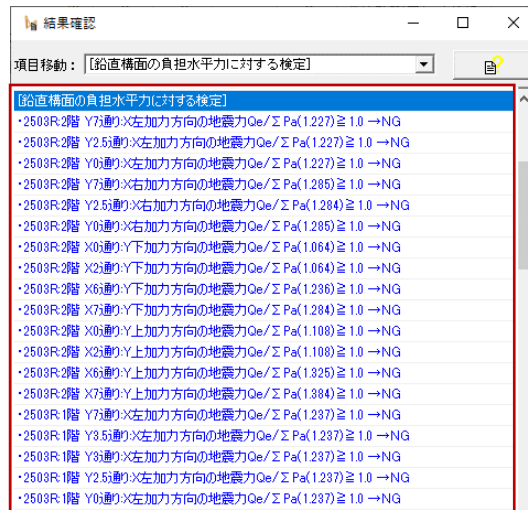 結果確認
項目移動： [鉛直構面の負担水平力に対する検定]
[鉛直構面の負担水平力に対する検定]
・2503R:2階 Y7通り:X左加力方向の地震力Qe/ΣPa(1.227)≧1.0 →NG
・2503R:2階 Y2.5通り:X左加力方向の地震力Qe/ΣPa(1.227)≧1.0 →NG
・2503R:2階 Y0通り:X左加力方向の地震力Qe/ΣPa(1.227)≧1.0 →NG
・2503R:2階 Y7通り:X右加力方向の地震力Qe/ΣPa(1.285)≧1.0 →NG
・2503R:2階 Y2.5通り:X右加力方向の地震力Qe/ΣPa(1.284)≧1.0 →NG
・2503R:2階 Y0通り:X右加力方向の地震力Qe/ΣPa(1.285)≧1.0 →NG
・2503R:2階 X0通り:Y下加力方向の地震力Qe/ΣPa(1.064)≧1.0 →NG
・2503R:2階 X2通り:Y下加力方向の地震力Qe/ΣPa(1.064)≧1.0 →NG
・2503R:2階 X6通り:Y下加力方向の地震力Qe/ΣPa(1.236)≧1.0 →NG
・2503R:2階 X7通り:Y下加力方向の地震力Qe/ΣPa(1.284)≧1.0 →NG
・2503R:2階 X0通り:Y上加力方向の地震力Qe/ΣPa(1.108)≧1.0 →NG
・2503R:2階 X2通り:Y上加力方向の地震力Qe/ΣPa(1.108)≧1.0 →NG
・2503R:2階 X6通り:Y上加力方向の地震力Qe/ΣPa(1.325)≧1.0 →NG
・2503R:2階 X7通り:Y上加力方向の地震力Qe/ΣPa(1.384)≧1.0 →NG
・2503R:1階 Y7通り:X左加力方向の地震力Qe/ΣPa(1.237)≧1.0 →NG
・2503R:1階 Y3.5通り:X左加力方向の地震力Qe/ΣPa(1.237)≧1.0 →NG
・2503R:1階 Y3通り:X左加力方向の地震力Qe/ΣPa(1.237)≧1.0 →NG
・2503R:1階 Y2.5通り:X左加力方向の地震力Qe/ΣPa(1.237)≧1.0 →NG
・2503R:1階 Y0通り:X左加力方向の地震力Qe/ΣPa(1.237)≧1.0 →NG